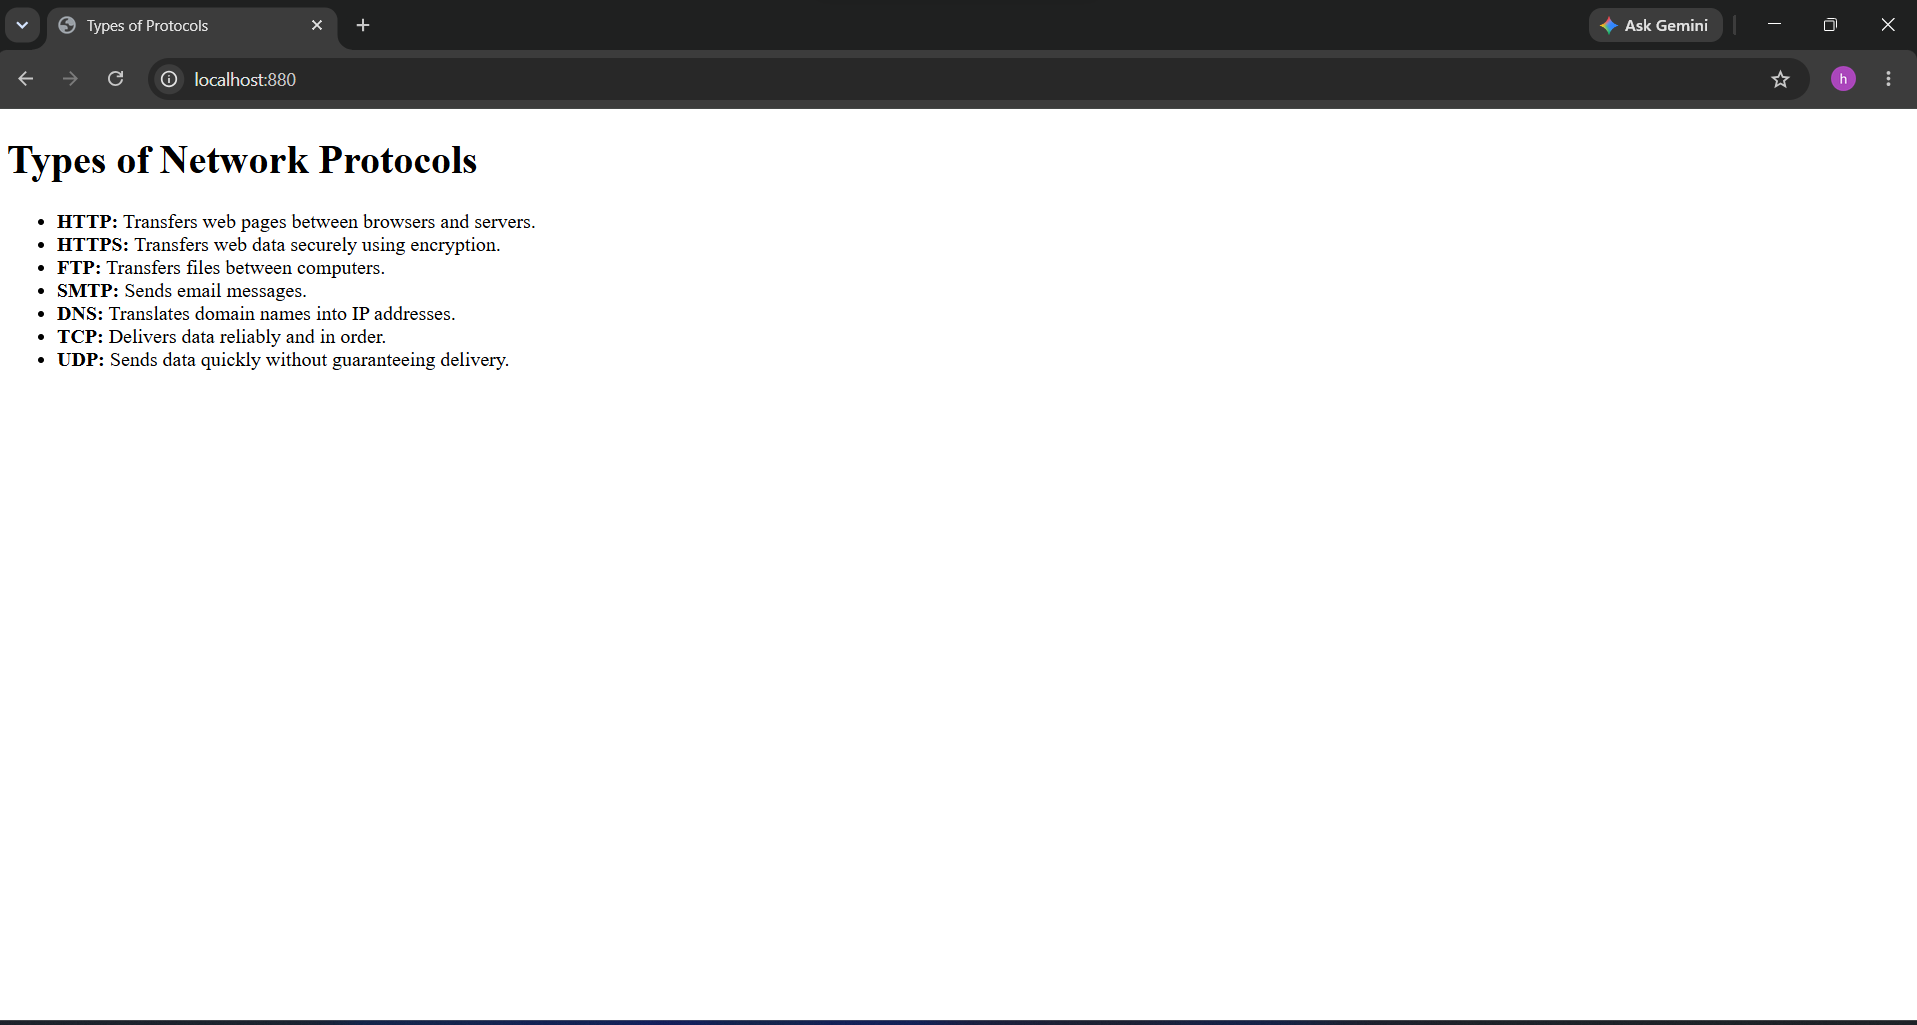 Types of Protocols
Ask Gemini
localhost:880
h
Types of Network Protocols
HTTP: Transfers web pages between browsers and servers.
HTTPS: Transfers web data securely using encryption.
FTP: Transfers files between computers.
SMTP: Sends email messages.
DNS: Translates domain names into IP addresses.
TCP: Delivers data reliably and in order.
UDP: Sends data quickly without guaranteeing delivery.